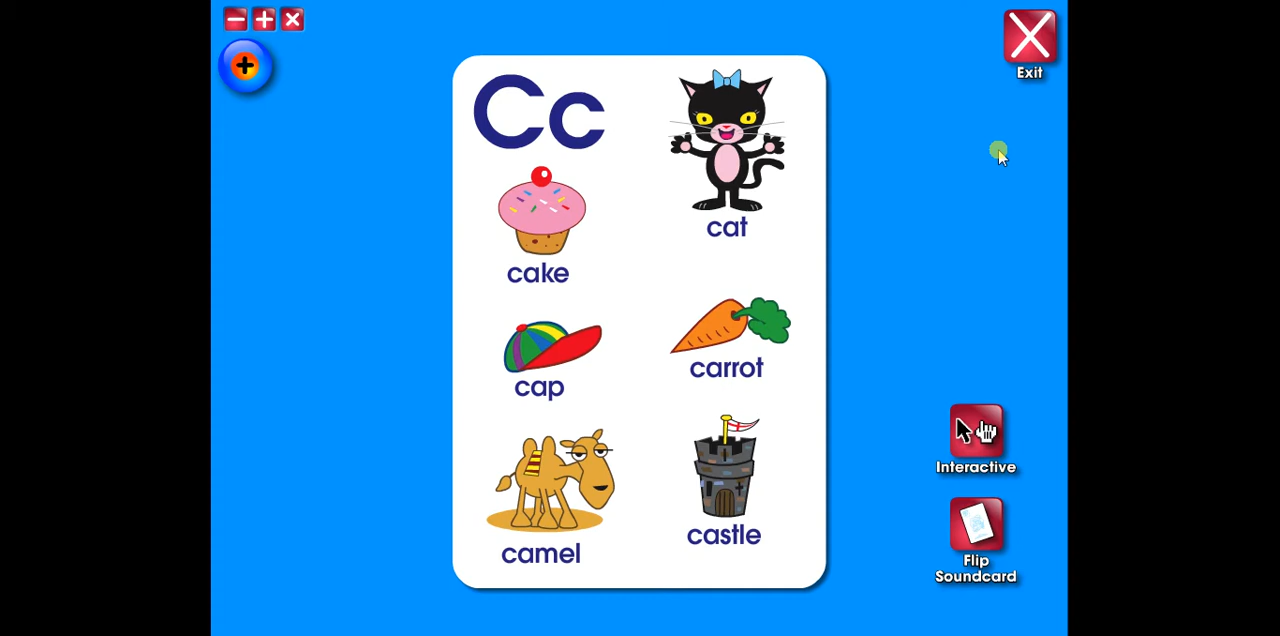 Cc
cat
cake
cap
carrot
camel
castle
Exit
Interactive
Flip
Soundcard